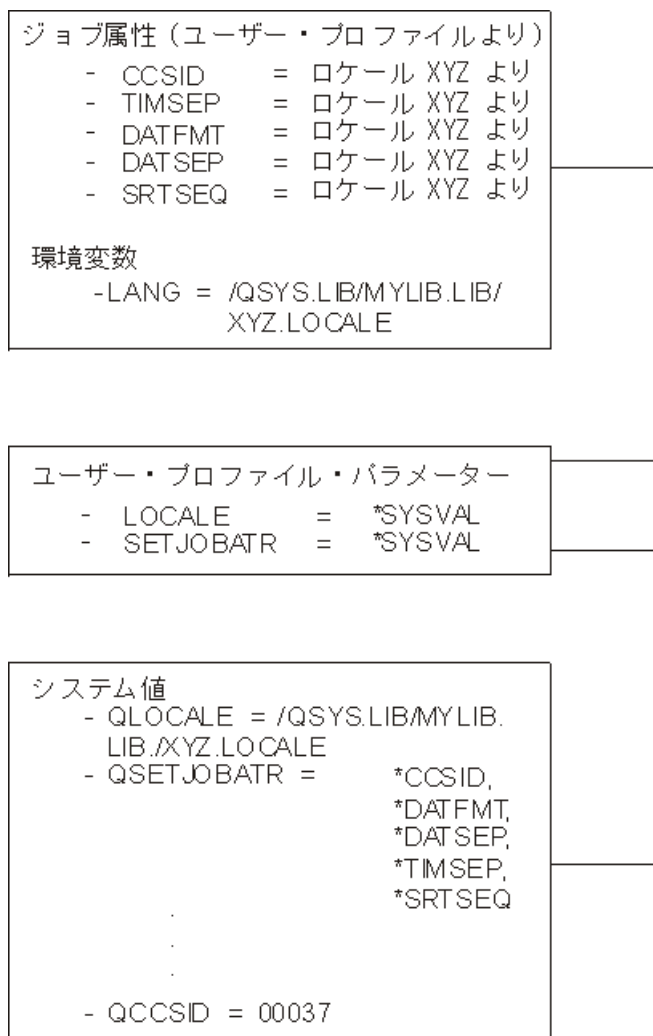 ジョブ属性（ユーザー・プロファイルより）
- CCSID = ロケール XYZ より
- TIMSEP = ロケール XYZ より
- DATFMT = ロケール XYZ より
- DATSEP = ロケール XYZ より
- SRTSEQ = ロケール XYZ より
環境変数
-LANG = /QSYS.LIB/MYLIB.LIB/
XYZ.LOCALE
ユーザー・プロファイル・パラメーター
- LOCALE = *SYSVAL
- SETJOBATR = *SYSVAL
システム値
- QLOCALE = /QSYS.LIB/MYLIB.
LIB./XYZ.LOCALE
- QSETJOBATR = *CCSID,
*DATFMT,
*DATSEP,
*TIMSEP,
*SRTSEQ
.
.
.
- QCCSID = 00037